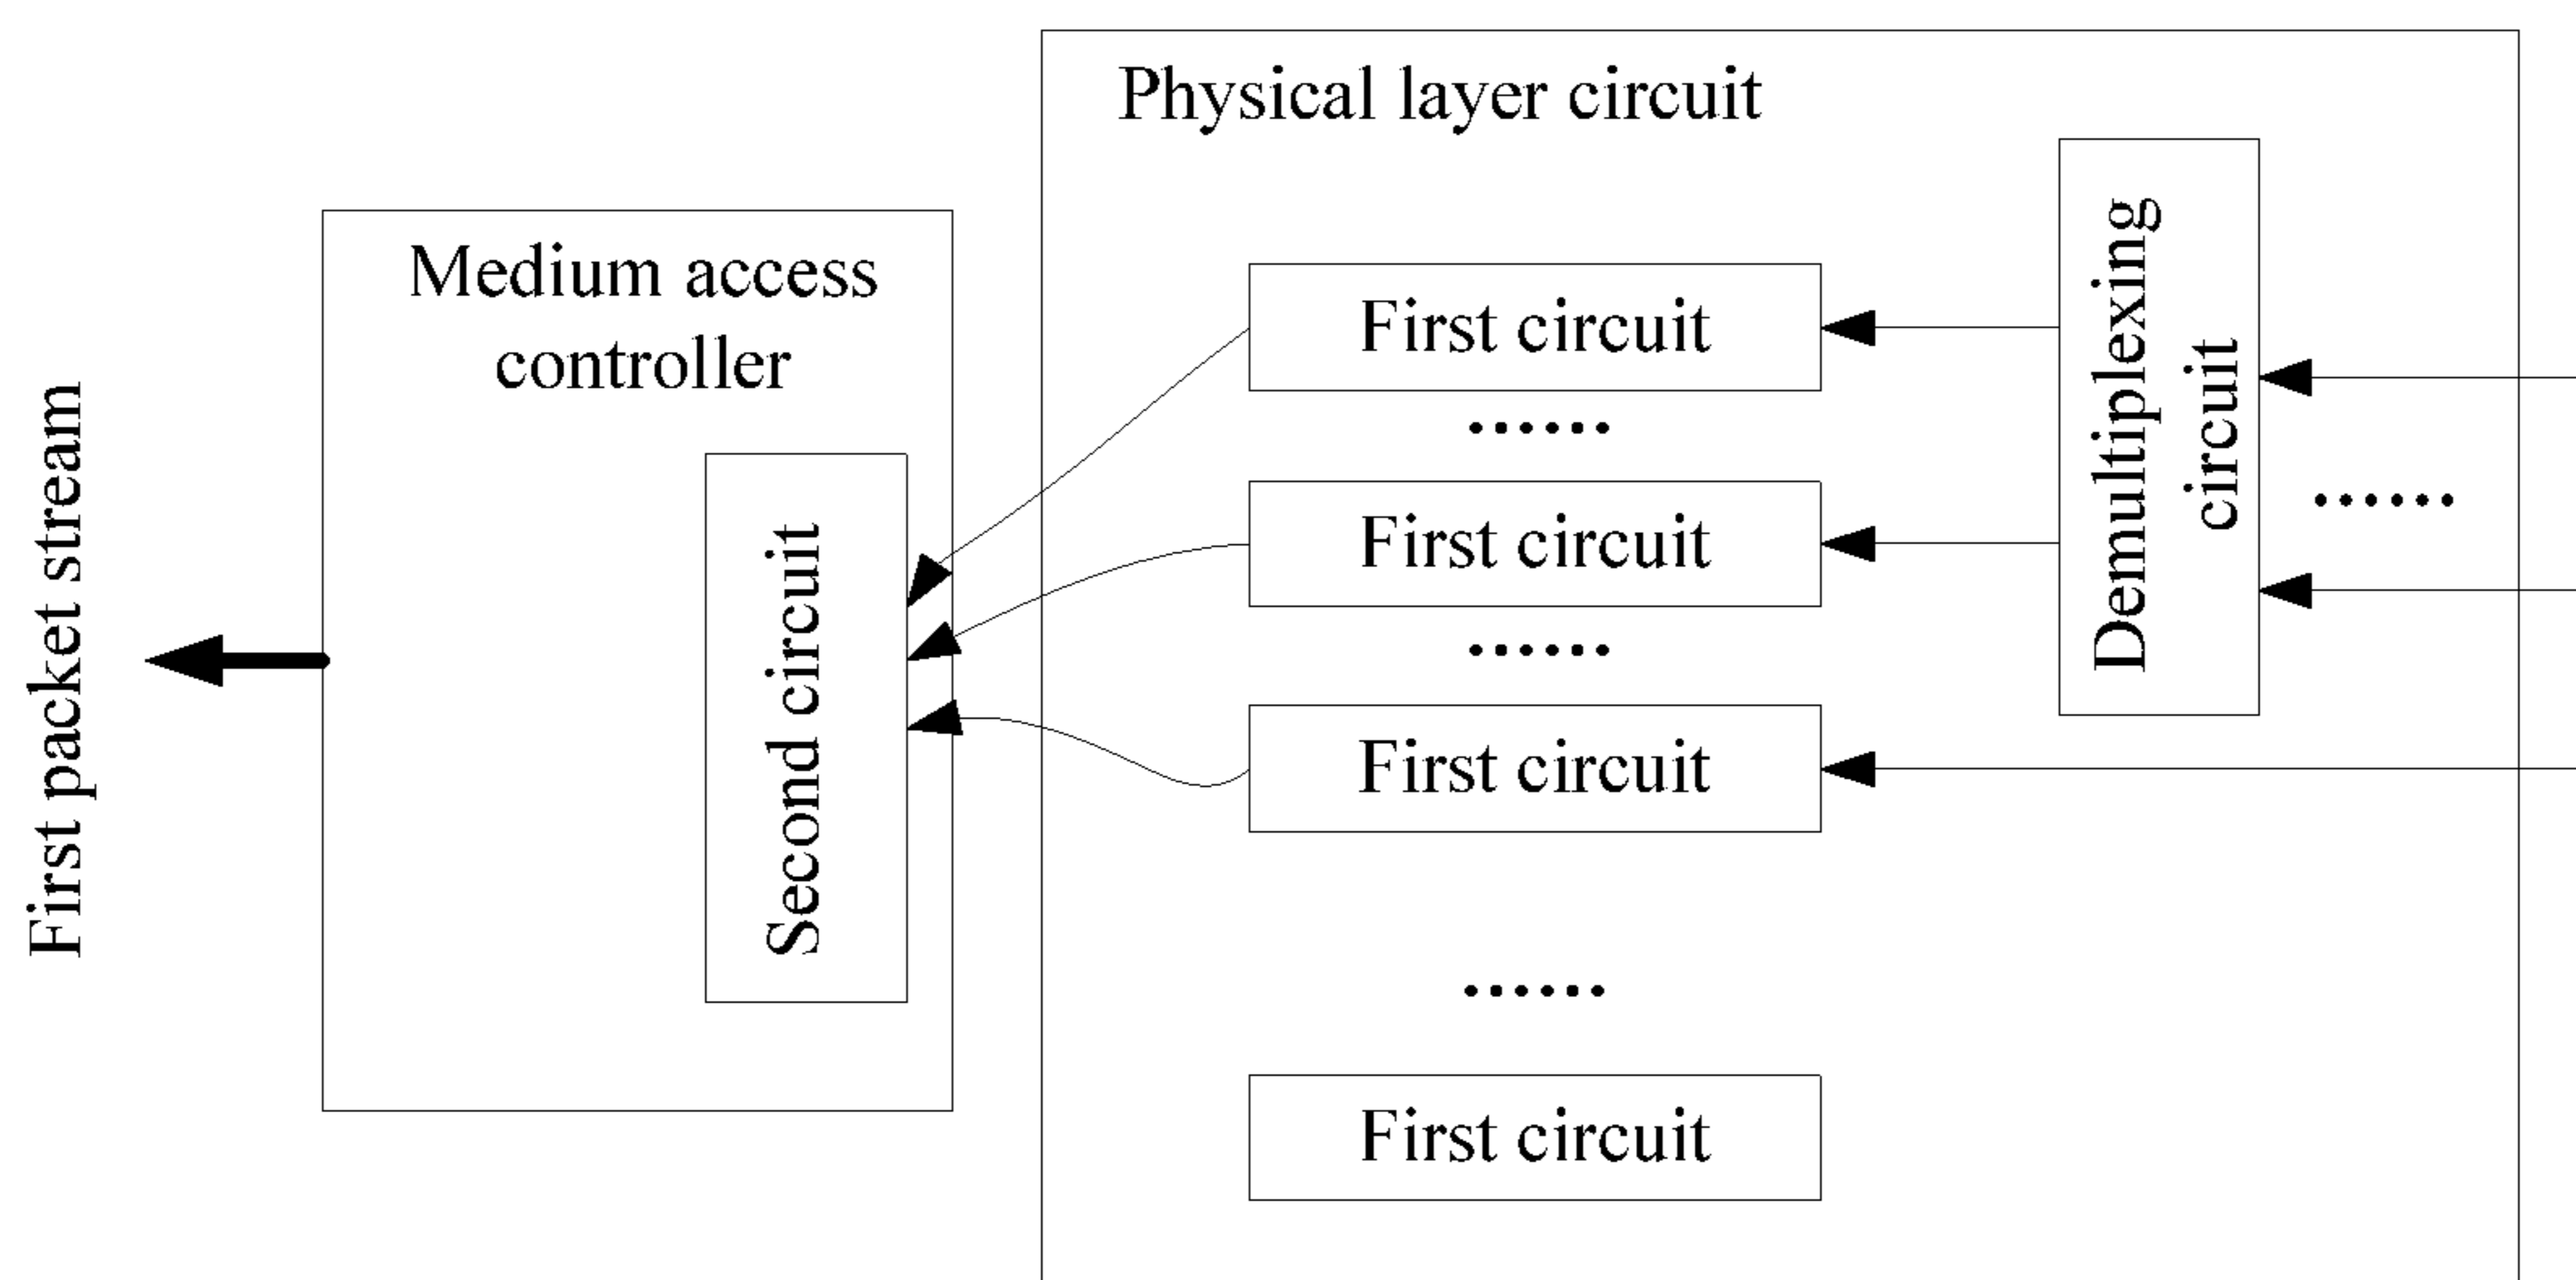 First packet stream
Medium access
controller
Second circuit
Physical layer circuit
First circuit
......
First circuit
......
First circuit
......
First circuit
Demultiplexing
circuit
......